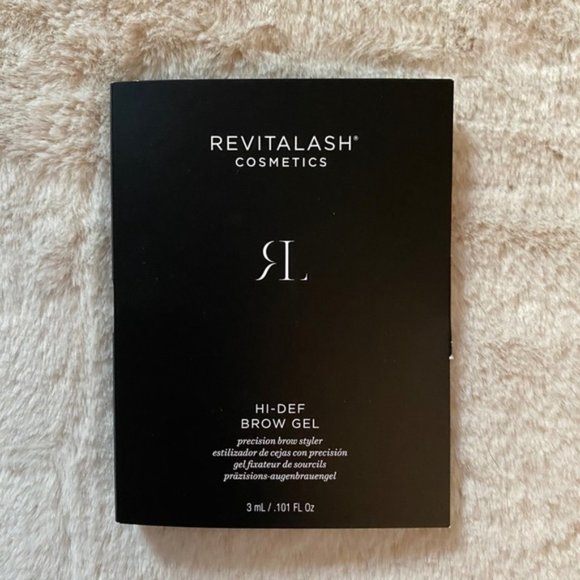 REVITALASH®
COSMETICS
RL
HI-DEF
BROW GEL
precision brow styler
estilizador de cejas con precisión
gel fixateur de sourcils
präzisions-augenbrauengel
3 mL / .101 FL Oz